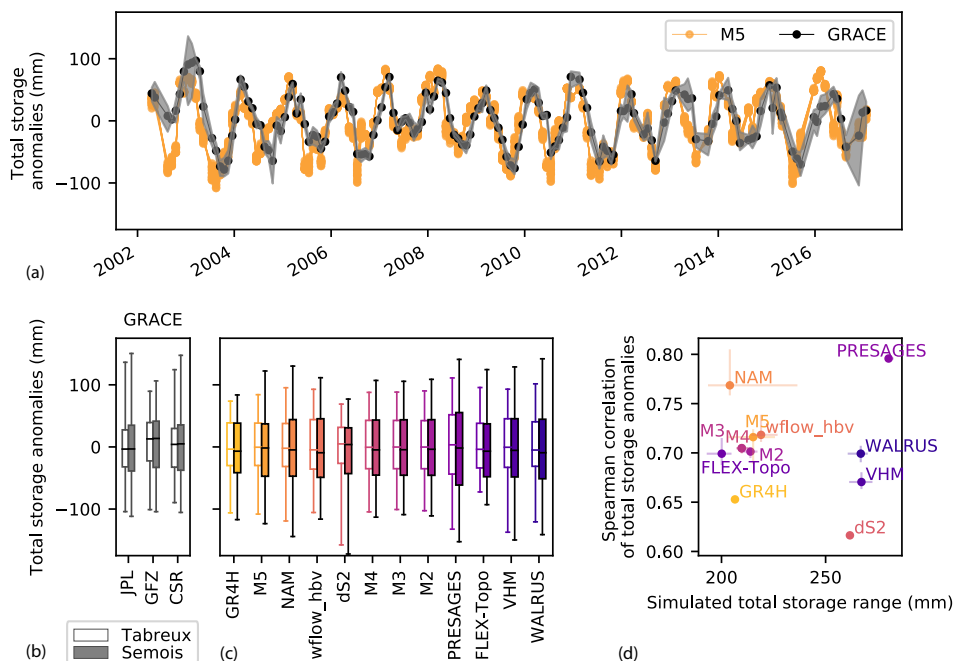 M5 GRACE
Total storage
anomalies (mm)
100
0
−100
2002 2004 2006 2008 2010 2012 2014 2016
(a)
GRACE
Total storage anomalies (mm)
100
0
−100
JPL GFZ CSR
Tabreux
Semois
(b)
GR4H M5 NAM wflow_hbv dS2 M4 M3 M2 PRESAGES FLEX-Topo VHM WALRUS
(c)
Spearman correlation
of total storage anomalies
0.80
0.75
0.70
0.65
0.60
PRESAGES
NAM
M5
wflow_hbv
M3
M4
M2
WALRUS
FLEX-Topo
VHM
GR4H
dS2
200 250
Simulated total storage range (mm)
(d)